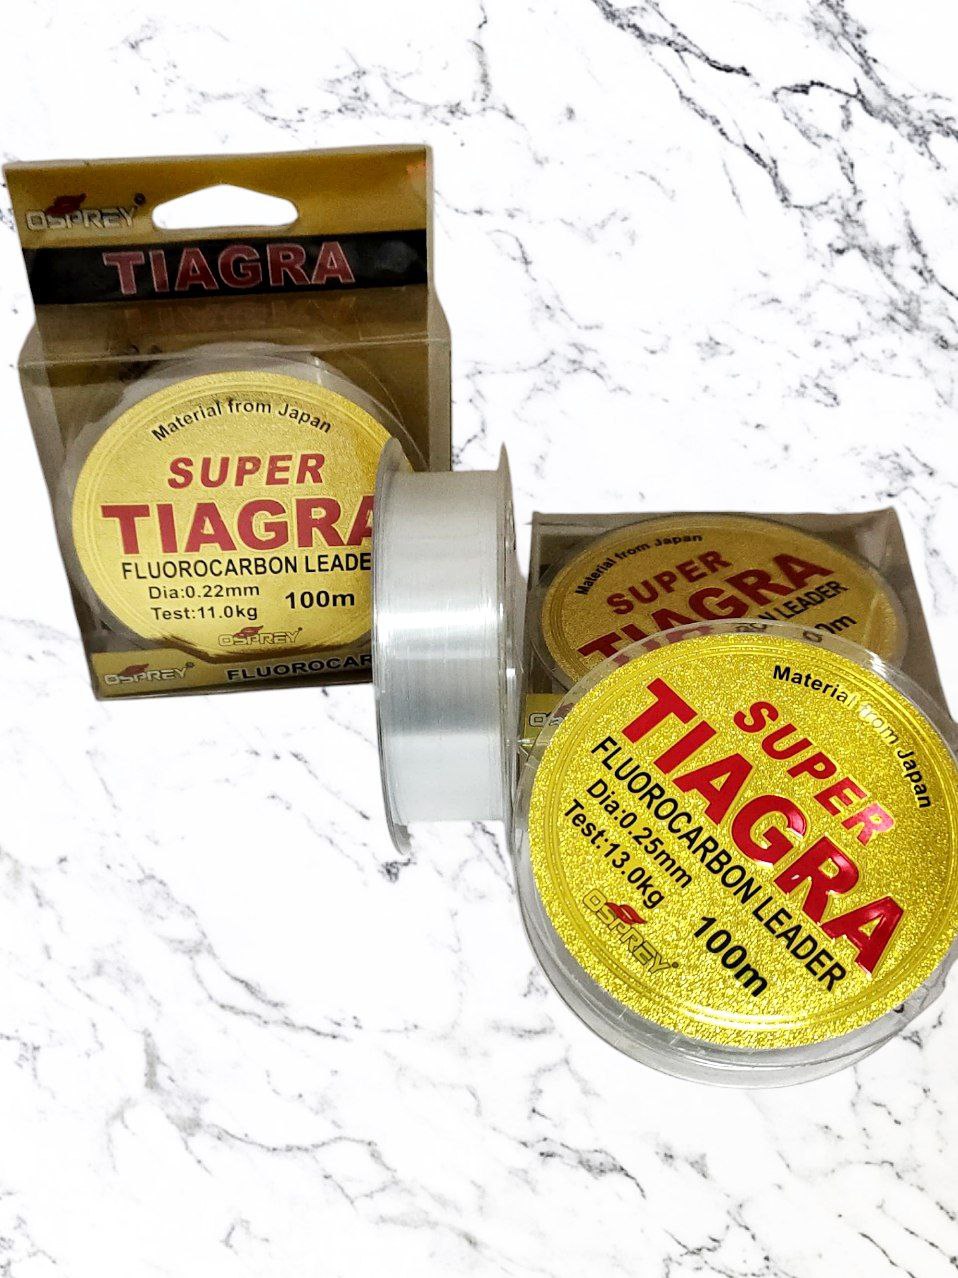 OSPREY
TIAGRA
Material from Japan
SUPER
TIAGRA
FLUOROCARBON LEADE
Dia:0.22mm
Test:11.0kg
100m
OSPREY
OSPREY
FLUOROCAR
Material from Japan
SUPER
TIAGRA
LEADER
Material from Japan
SUPER
TIAGRA
FLUOROCARBON LEADER
Dia:0.25mm
Test:13.0kg
100m
OSPREY